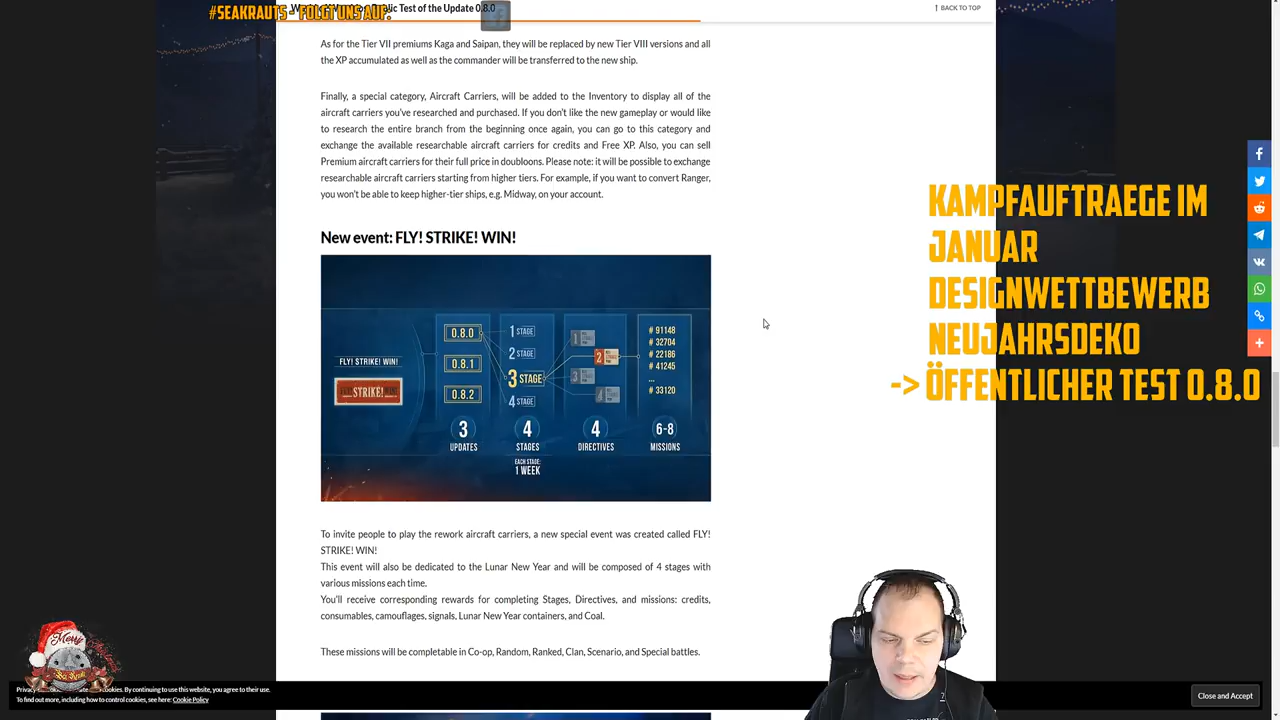 #SEAKRAUTS - FOLGT UNS AUF:
Public Test of the Update 0.8.0
BACK TO TOP
As for the Tier VII premiums Kaga and Saipan, they will be replaced by new Tier VIII versions and all
the XP accumulated as well as the commander will be transferred to the new ship.
Finally, a special category, Aircraft Carriers, will be added to the Inventory to display all of the
aircraft carriers you've researched and purchased. If you don't like the new gameplay or would like
to research the entire branch from the beginning once again, you can go to this category and
exchange the available researchable aircraft carriers for credits and Free XP. Also, you can sell
Premium aircraft carriers for their full price in doubloons. Please note: it will be possible to exchange
researchable aircraft carriers starting from higher tiers. For example, if you want to convert Ranger,
you won't be able to keep higher-tier ships, e.g. Midway, on your account.
New event: FLY! STRIKE! WIN!
FLY! STRIKE! WIN!
STRIKE!
0.8.0
0.8.1
0.8.2
3
UPDATES
1 STAGE
2 STAGE
3 STAGE
4 STAGE
4
STAGES
EACH STAGE:
1 WEEK
1
2
3
4
4
DIRECTIVES
# 91148
# 32704
# 22186
# 41245
...
# 33120
6-8
MISSIONS
To invite people to play the rework aircraft carriers, a new special event was created called FLY!
STRIKE! WIN!
This event will also be dedicated to the Lunar New Year and will be composed of 4 stages with
various missions each time.
You'll receive corresponding rewards for completing Stages, Directives, and missions: credits,
consumables, camouflages, signals, Lunar New Year containers, and Coal.
These missions will be completable in Co-op, Random, Ranked, Clan, Scenario, and Special battles.
KAMPFAUFTRAEGE IM
JANUAR
DESIGNWETTBEWERB
NEUJAHRSDEKO
-> ÖFFENTLICHER TEST 0.8.0
Merry
cookies. By continuing to use this website, you agree to their use.
To find out more, including how to control cookies, see here: Cookie Policy
Close and Accept